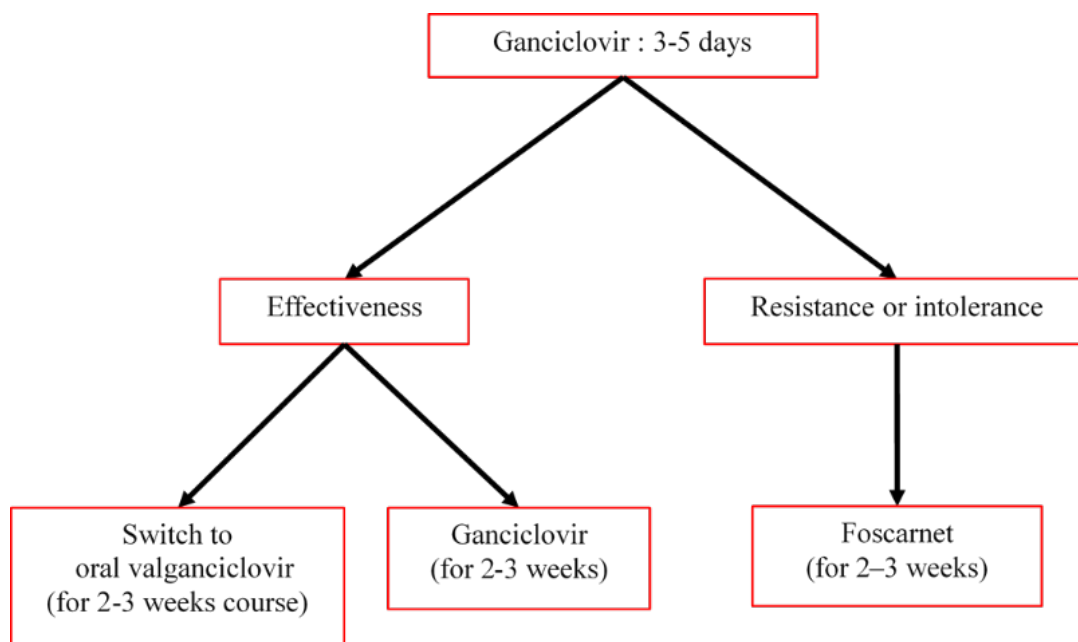 Ganciclovir : 3-5 days
Effectiveness
Resistance or intolerance
Switch to
oral valganciclovir
(for 2-3 weeks course)
Ganciclovir
(for 2-3 weeks)
Foscarnet
(for 2–3 weeks)